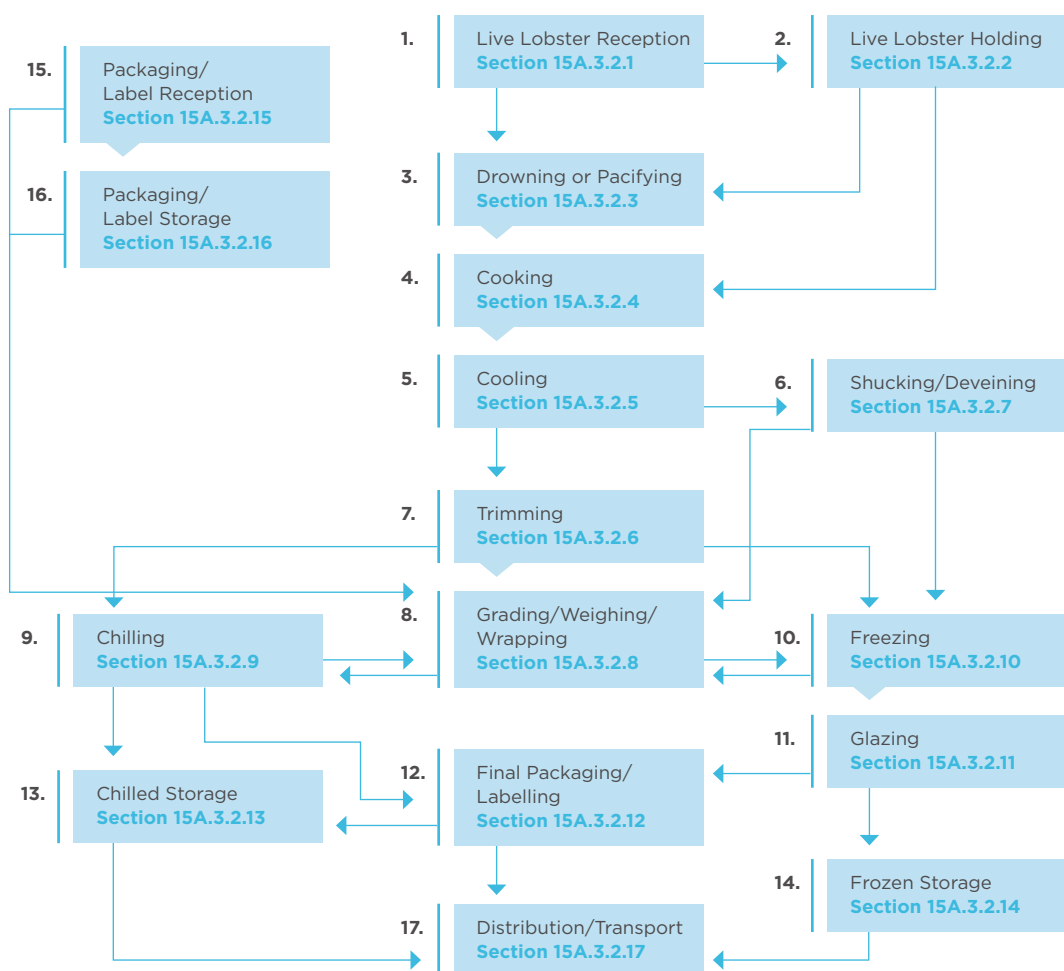 1.
Live Lobster Reception
Section 15A.3.2.1
2.
Live Lobster Holding
Section 15A.3.2.2
15.
Packaging/
Label Reception
Section 15A.3.2.15
3.
Drowning or Pacifying
Section 15A.3.2.3
16.
Packaging/
Label Storage
Section 15A.3.2.16
4.
Cooking
Section 15A.3.2.4
5.
Cooling
Section 15A.3.2.5
6.
Shucking/Deveining
Section 15A.3.2.7
7.
Trimming
Section 15A.3.2.6
8.
Grading/Weighing/
Wrapping
Section 15A.3.2.8
9.
Chilling
Section 15A.3.2.9
10.
Freezing
Section 15A.3.2.10
11.
Glazing
Section 15A.3.2.11
12.
Final Packaging/
Labelling
Section 15A.3.2.12
13.
Chilled Storage
Section 15A.3.2.13
14.
Frozen Storage
Section 15A.3.2.14
17.
Distribution/Transport
Section 15A.3.2.17